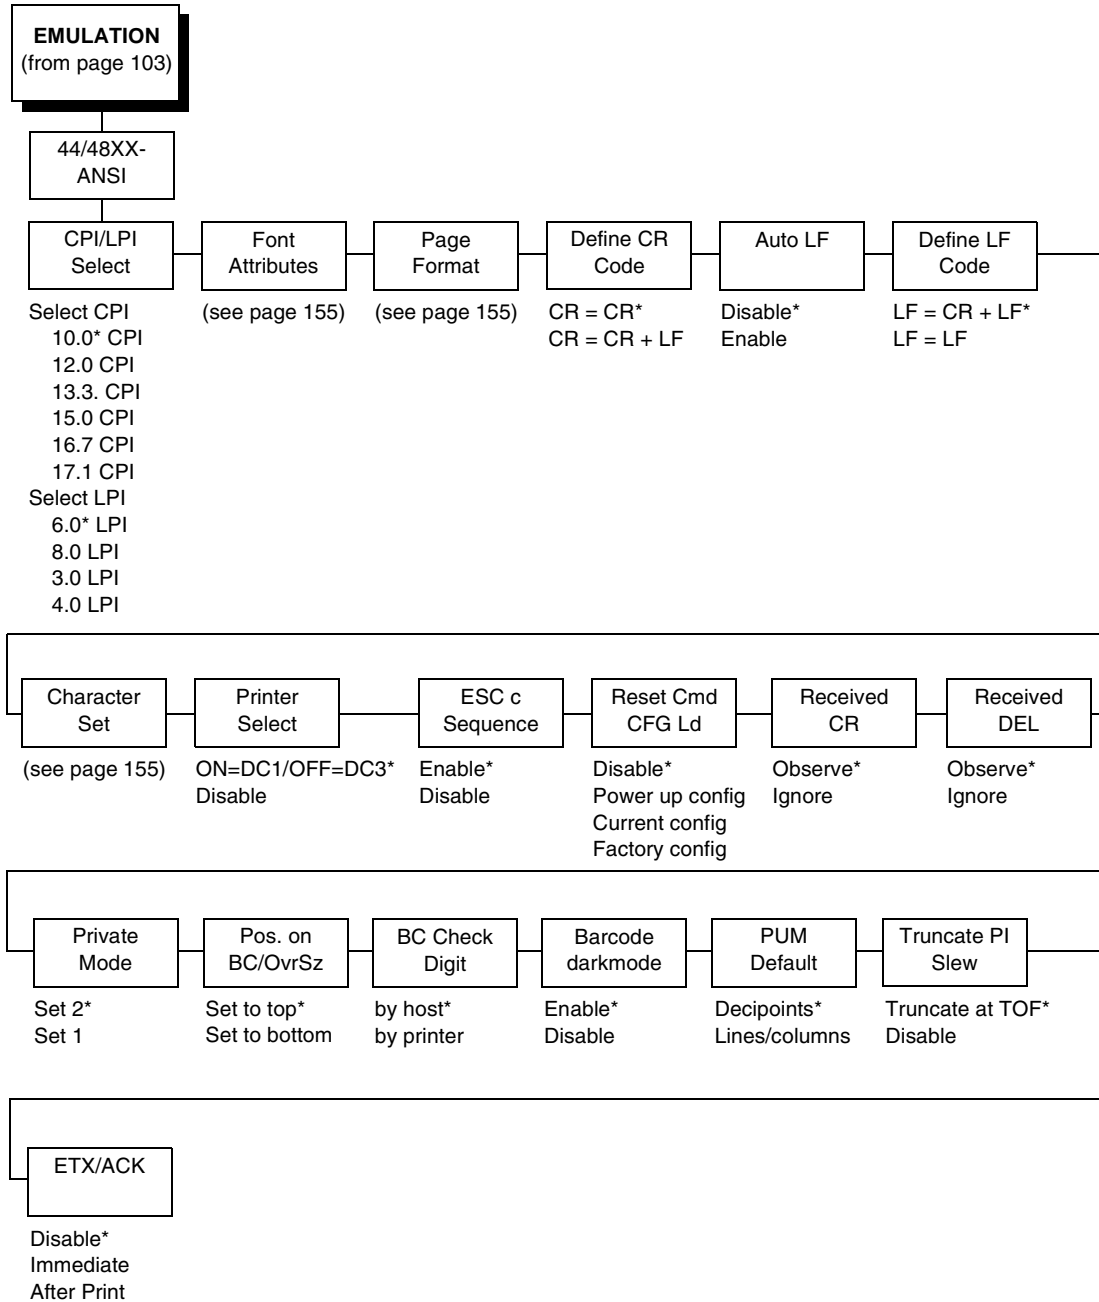 EMULATION
(from page 103)
44/48XX-
ANSI
CPI/LPI
Select
Select CPI
10.0* CPI
12.0 CPI
13.3. CPI
15.0 CPI
16.7 CPI
17.1 CPI
Select LPI
6.0* LPI
8.0 LPI
3.0 LPI
4.0 LPI
Font
Attributes
(see page 155)
Page
Format
(see page 155)
Define CR
Code
CR = CR*
CR = CR + LF
Auto LF
Disable*
Enable
Define LF
Code
LF = CR + LF*
LF = LF
Character
Set
(see page 155)
Printer
Select
ON=DC1/OFF=DC3*
Disable
ESC c
Sequence
Enable*
Disable
Reset Cmd
CFG Ld
Disable*
Power up config
Current config
Factory config
Received
CR
Observe*
Ignore
Received
DEL
Observe*
Ignore
Private
Mode
Set 2*
Set 1
Pos. on
BC/OvrSz
Set to top*
Set to bottom
BC Check
Digit
by host*
by printer
Barcode
darkmode
Enable*
Disable
PUM
Default
Decipoints*
Lines/columns
Truncate PI
Slew
Truncate at TOF*
Disable
ETX/ACK
Disable*
Immediate
After Print